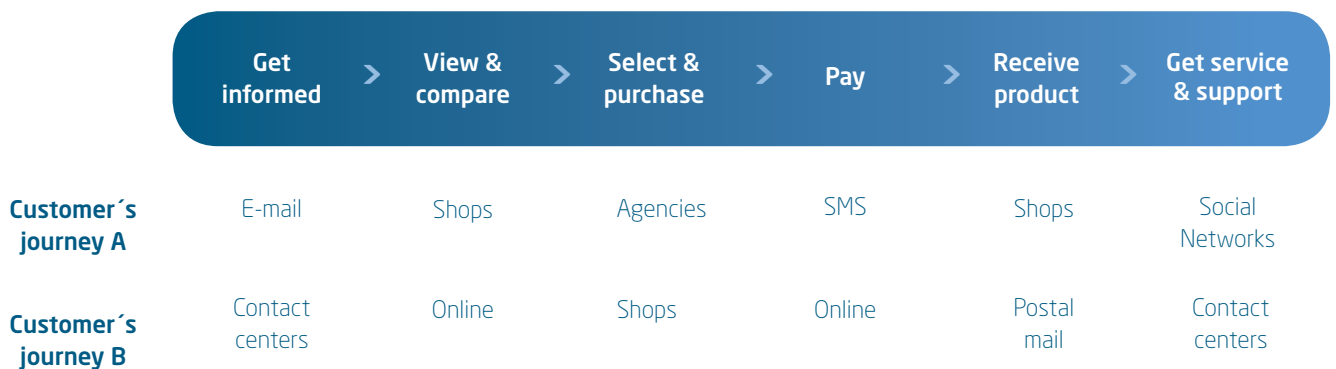 Get
informed
View &
compare
Select &
purchase
Pay
Receive
product
Get service
& support
Customer´s
journey A
E-mail
Shops
Agencies
SMS
Shops
Social
Networks
Customer´s
journey B
Contact
centers
Online
Shops
Online
Postal
mail
Contact
centers